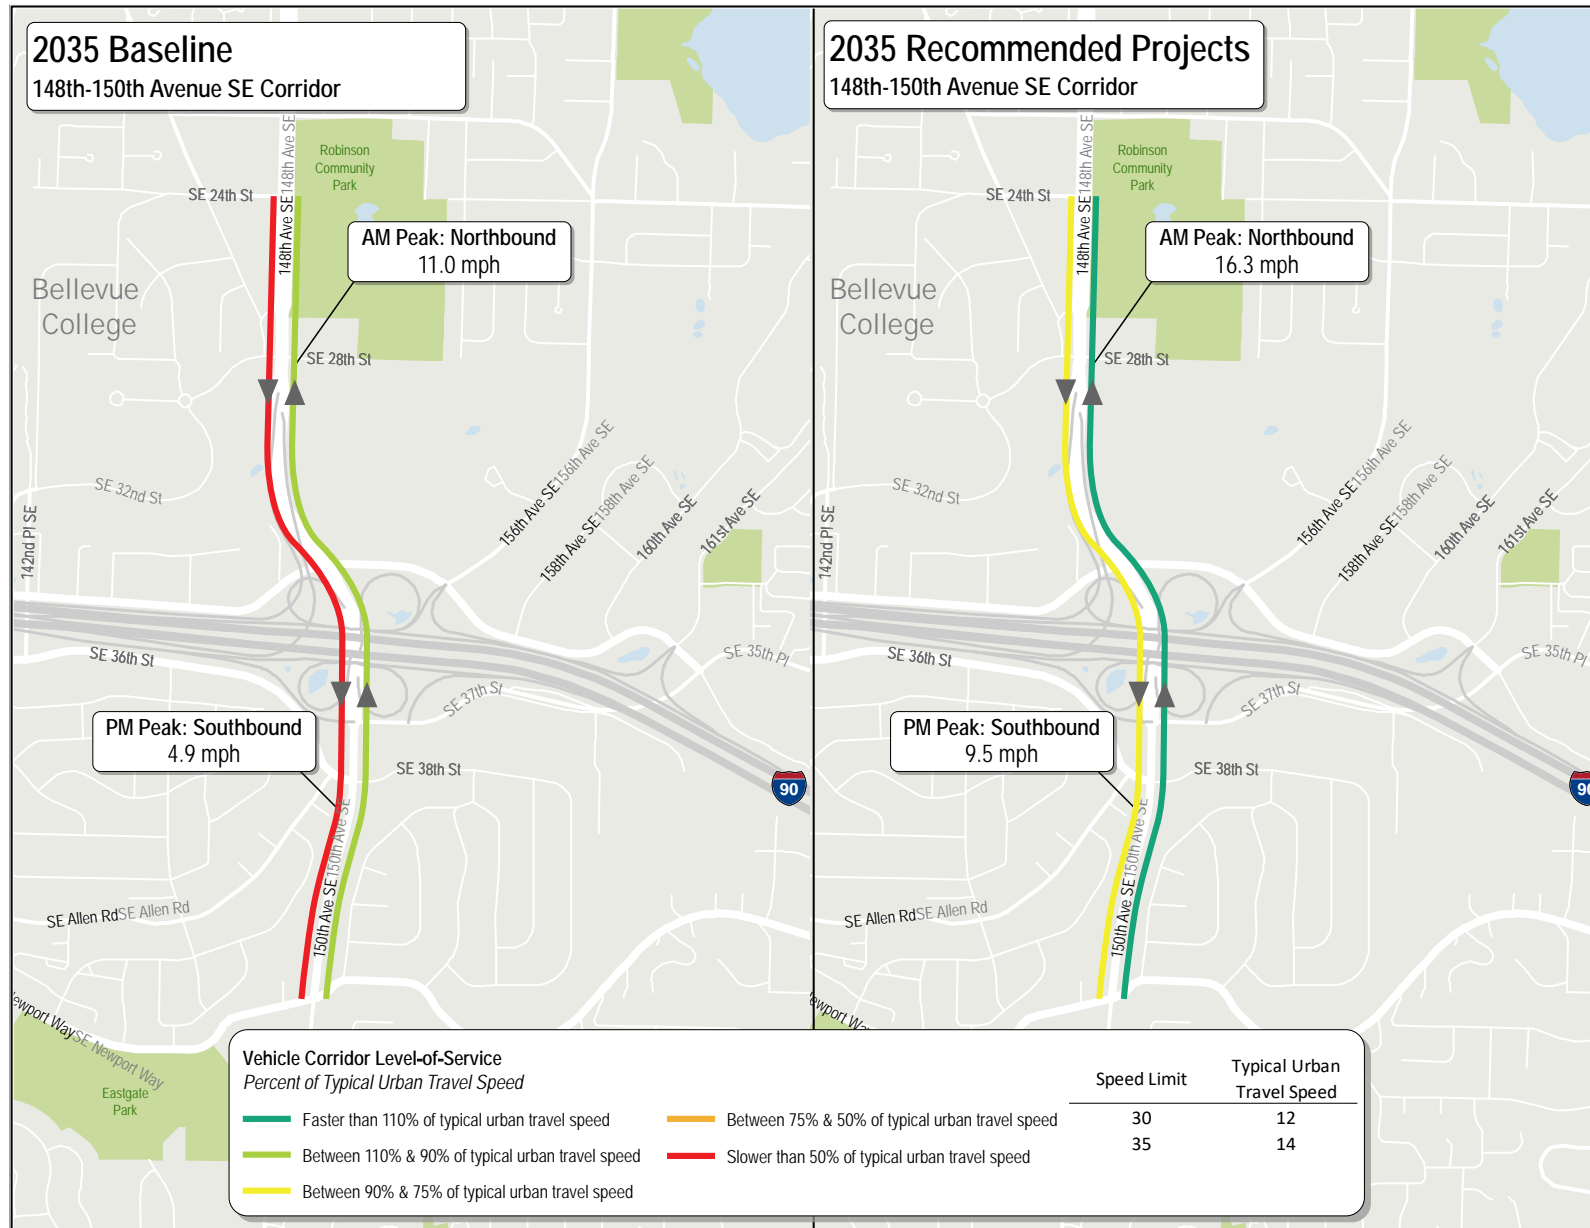 2035 Baseline
148th-150th Avenue SE Corridor
148th Ave SE
148th Ave SE
Robinson
Community
Park
SE 24th St
AM Peak: Northbound
11.0 mph
Bellevue
College
SE 28th St
SE 32nd St
142nd Pl SE
156th Ave SE
156th Ave SE
158th Ave SE
158th Ave SE
160th Ave SE
161st Ave SE
SE 36th St
SE 35th Pl
SE 37th St
PM Peak: Southbound
4.9 mph
SE 38th St
90
150th Ave SE
150th Ave SE
SE Allen Rd
SE Allen Rd
Newport Way
SE Newport Way
Eastgate
Park
2035 Recommended Projects
148th-150th Avenue SE Corridor
148th Ave SE
148th Ave SE
Robinson
Community
Park
SE 24th St
AM Peak: Northbound
16.3 mph
Bellevue
College
SE 28th St
SE 32nd St
142nd Pl SE
156th Ave SE
156th Ave SE
158th Ave SE
158th Ave SE
160th Ave SE
161st Ave SE
SE 36th St
SE 35th Pl
SE 37th St
PM Peak: Southbound
9.5 mph
SE 38th St
90
150th Ave SE
150th Ave SE
SE Allen Rd
SE Allen Rd
Vehicle Corridor Level-of-Service
Percent of Typical Urban Travel Speed
Faster than 110% of typical urban travel speed
Between 110% & 90% of typical urban travel speed
Between 90% & 75% of typical urban travel speed
Between 75% & 50% of typical urban travel speed
Slower than 50% of typical urban travel speed
Speed Limit
Typical Urban
Travel Speed
30 12
35 14